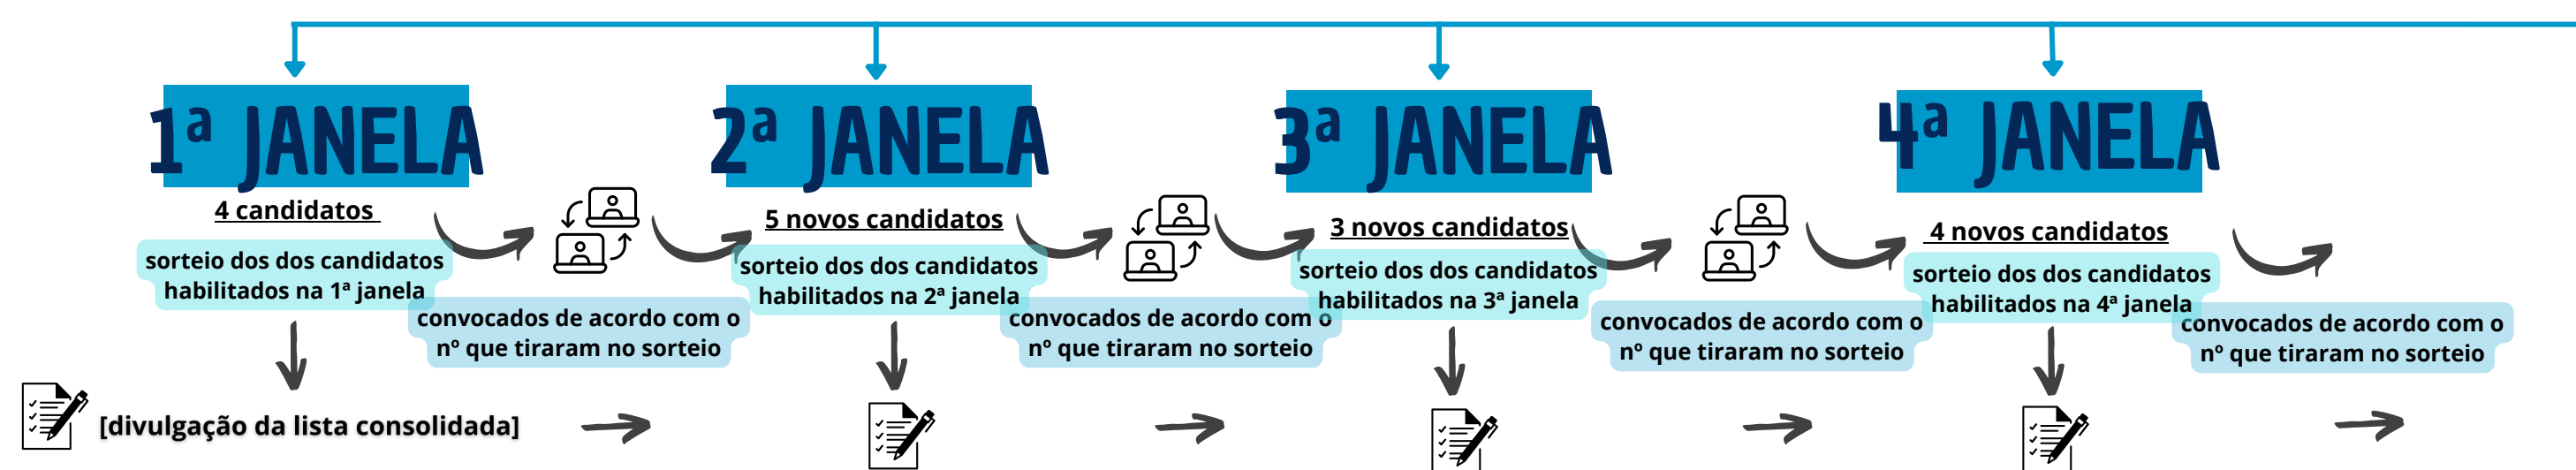 1ª JANELA
4 candidatos
sorteio dos dos candidatos
habilitados na 1ª janela
convocados de acordo com o
nº que tiraram no sorteio
[divulgação da lista consolidada]
2ª JANELA
5 novos candidatos
sorteio dos dos candidatos
habilitados na 2ª janela
convocados de acordo com o
nº que tiraram no sorteio
3ª JANELA
3 novos candidatos
sorteio dos dos candidatos
habilitados na 3ª janela
convocados de acordo com o
nº que tiraram no sorteio
4ª JANELA
4 novos candidatos
sorteio dos dos candidatos
habilitados na 4ª janela
convocados de acordo com o
nº que tiraram no sorteio